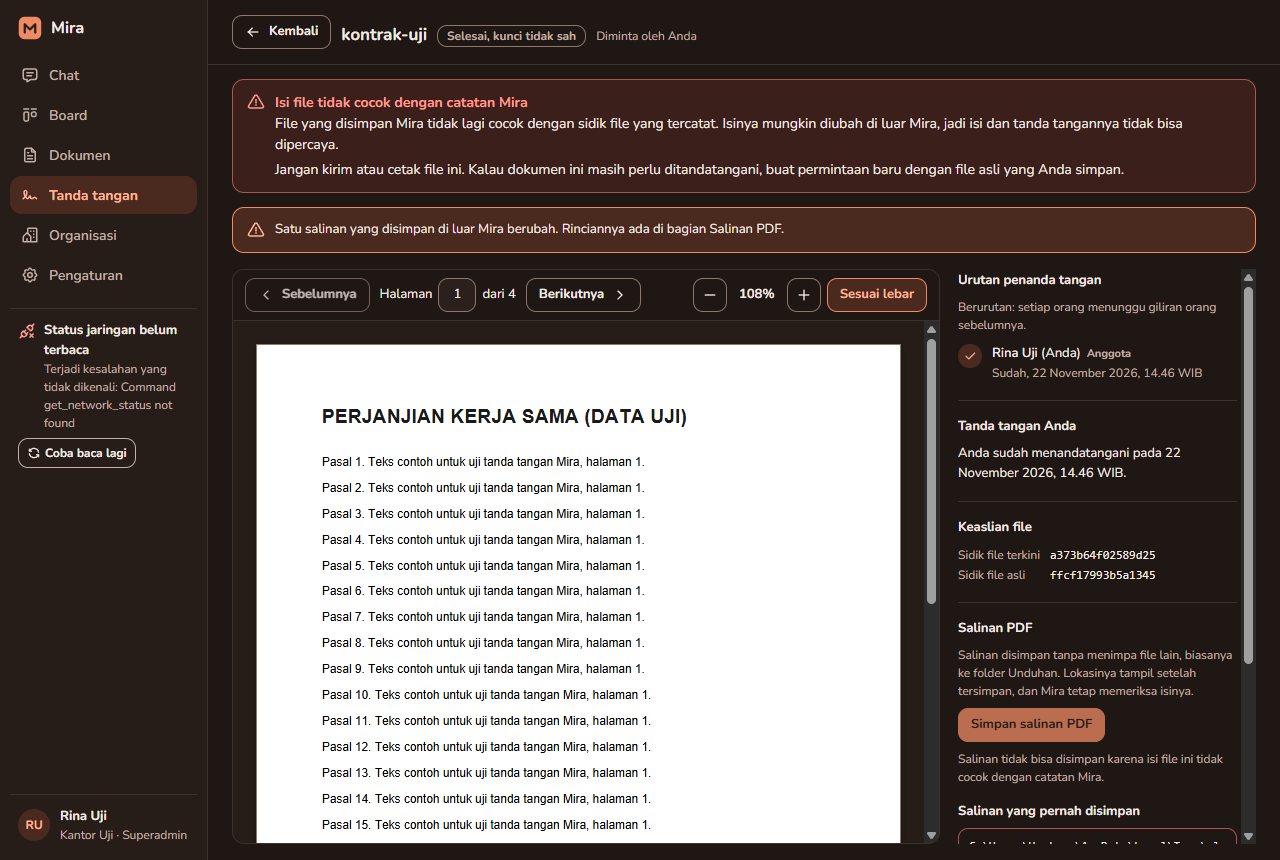 Mira
Chat
Board
Dokumen
Tanda tangan
Organisasi
Pengaturan
Status jaringan belum
terbaca
Terjadi kesalahan yang
tidak dikenali: Command
get_network_status not
found
Coba baca lagi
RU
Rina Uji
Kantor Uji · Superadmin
Kembali
kontrak-uji
Selesai, kunci tidak sah
Diminta oleh Anda
Isi file tidak cocok dengan catatan Mira
File yang disimpan Mira tidak lagi cocok dengan sidik file yang tercatat. Isinya mungkin diubah di luar Mira, jadi isi dan tanda tangannya tidak bisa
dipercaya.
Jangan kirim atau cetak file ini. Kalau dokumen ini masih perlu ditandatangani, buat permintaan baru dengan file asli yang Anda simpan.
Satu salinan yang disimpan di luar Mira berubah. Rinciannya ada di bagian Salinan PDF.
Sebelumnya
Halaman
1
dari 4
Berikutnya
108%
Sesuai lebar
PERJANJIAN KERJA SAMA (DATA UJI)
Pasal 1. Teks contoh untuk uji tanda tangan Mira, halaman 1.
Pasal 2. Teks contoh untuk uji tanda tangan Mira, halaman 1.
Pasal 3. Teks contoh untuk uji tanda tangan Mira, halaman 1.
Pasal 4. Teks contoh untuk uji tanda tangan Mira, halaman 1.
Pasal 5. Teks contoh untuk uji tanda tangan Mira, halaman 1.
Pasal 6. Teks contoh untuk uji tanda tangan Mira, halaman 1.
Pasal 7. Teks contoh untuk uji tanda tangan Mira, halaman 1.
Pasal 8. Teks contoh untuk uji tanda tangan Mira, halaman 1.
Pasal 9. Teks contoh untuk uji tanda tangan Mira, halaman 1.
Pasal 10. Teks contoh untuk uji tanda tangan Mira, halaman 1.
Pasal 11. Teks contoh untuk uji tanda tangan Mira, halaman 1.
Pasal 12. Teks contoh untuk uji tanda tangan Mira, halaman 1.
Pasal 13. Teks contoh untuk uji tanda tangan Mira, halaman 1.
Pasal 14. Teks contoh untuk uji tanda tangan Mira, halaman 1.
Pasal 15. Teks contoh untuk uji tanda tangan Mira, halaman 1.
Urutan penanda tangan
Berurutan: setiap orang menunggu giliran orang
sebelumnya.
Rina Uji (Anda) Anggota
Sudah, 22 November 2026, 14.46 WIB
Tanda tangan Anda
Anda sudah menandatangani pada 22
November 2026, 14.46 WIB.
Keaslian file
Sidik file terkini a373b64f02589d25
Sidik file asli ffcf17993b5a1345
Salinan PDF
Salinan disimpan tanpa menimpa file lain, biasanya
ke folder Unduhan. Lokasinya tampil setelah
tersimpan, dan Mira tetap memeriksa isinya.
Simpan salinan PDF
Salinan tidak bisa disimpan karena isi file ini tidak
cocok dengan catatan Mira.
Salinan yang pernah disimpan